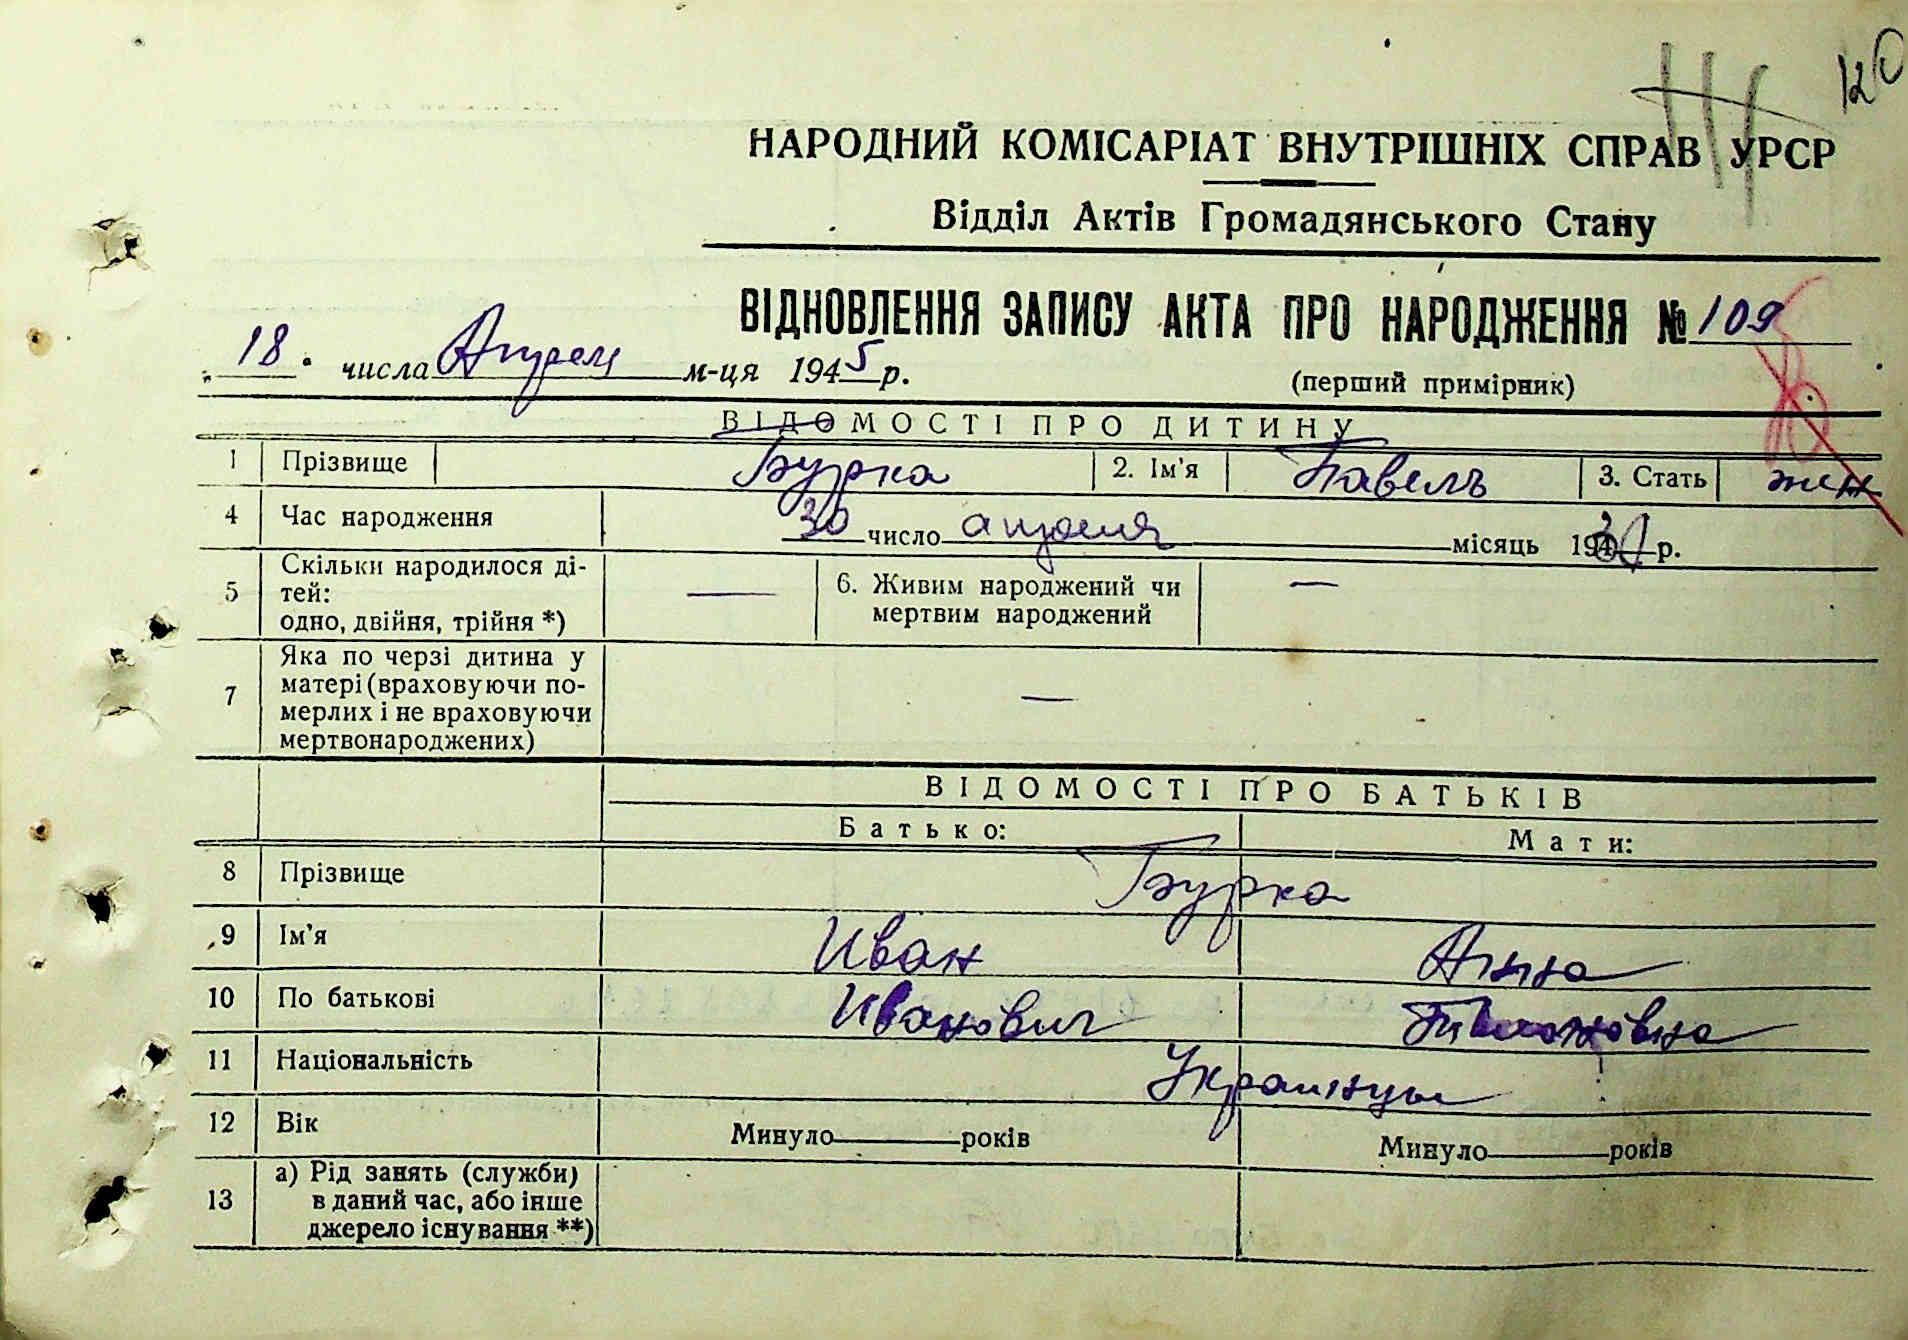 120
НАРОДНИЙ КОМІСАРІАТ ВНУТРІШНІХ СПРАВ УРСР
Відділ Актів Громадянського Стану
ВІДНОВЛЕННЯ ЗАПИСУ АКТА ПРО НАРОДЖЕННЯ № 109
„ 18 " числа Апреля м-ця 1945 р.
(перший примірник)
ВІДОМОСТІ ПРО ДИТИНУ
1 Прізвище Бурка 2. Ім'я Павелъ 3. Стать
4 Час народження 30 число апреля місяць 19 р.
5 Скільки народилося ді-
тей:
одно, двійня, трійня *) —
6. Живим народжений чи
мертвим народжений —
7 Яка по черзі дитина у
матері (враховуючи по-
мерлих і не враховуючи
мертвонароджених) —
ВІДОМОСТІ ПРО БАТЬКІВ
Батько: Мати:
8 Прізвище Бурка
9 Ім'я Иван Анна
10 По батькові Иванович
11 Національність Украинцы
12 Вік Минуло року Минуло років
13 а) Рід занять (служби)
в даний час, або інше
джерело існування **)